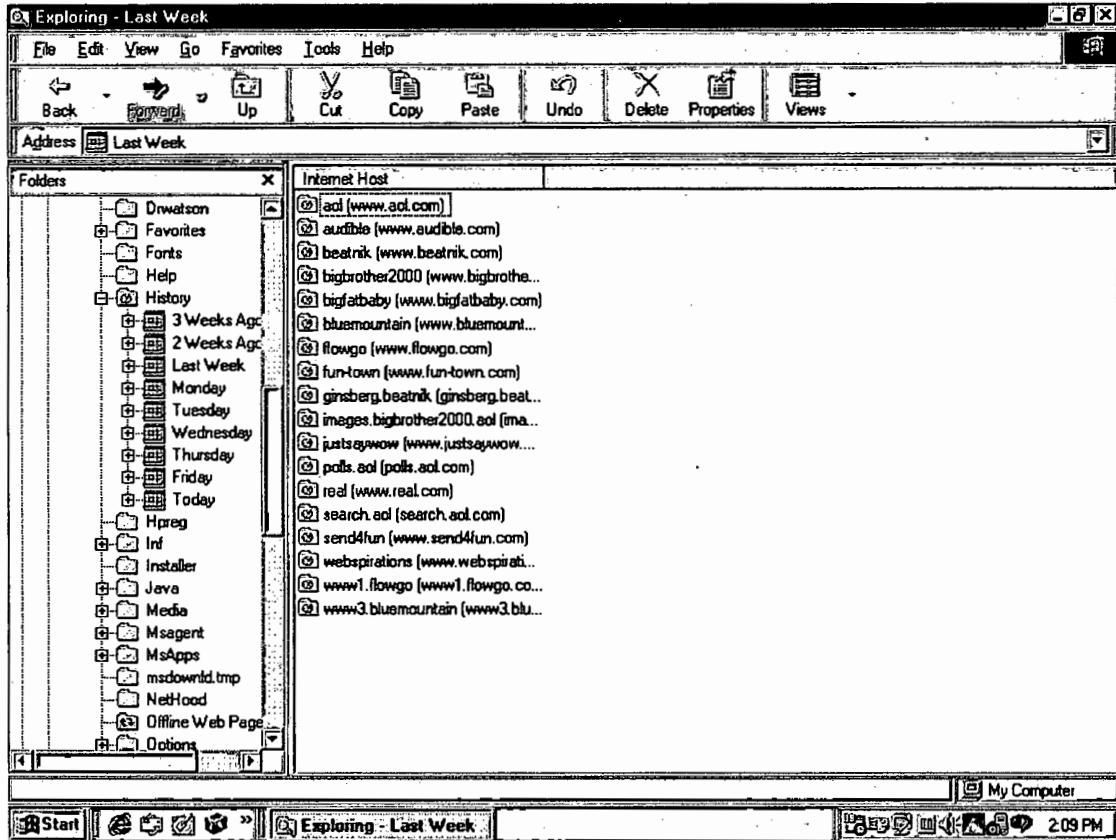 Exploring - Last Week
File Edit View Go Favorites Tools Help
Back Forward Up Cut Copy Paste Undo Delete Properties Views
Address Last Week
Folders
Drwatson
Favorites
Fonts
Help
History
3 Weeks Ago
2 Weeks Ago
Last Week
Monday
Tuesday
Wednesday
Thursday
Friday
Today
Hpreg
Inf
Installer
Java
Media
Msagent
MsApps
msdownld.tmp
NetHood
Offline Web Page
Options
Internet Host
aol (www.aol.com)
audible (www.audible.com)
beatnik (www.beatnik.com)
bigbrother2000 (www.bigbrothe...
bigfatbaby (www.bigfatbaby.com)
bluemountain (www.bluemount...
flowgo (www.flowgo.com)
fun-town (www.fun-town.com)
ginsberg.beatnik (ginsberg.beat...
images.bigbrother2000.aol (ima...
justsaywow (www.justsaywow....
polls.aol (polls.aol.com)
real (www.real.com)
search.aol (search.aol.com)
send4fun (www.send4fun.com)
webspirations (www.webspirati...
www1.flowgo (www1.flowgo.co...
www3.bluemountain (www3.blu...
My Computer
Start » Exploring - Last Week 2:09 PM